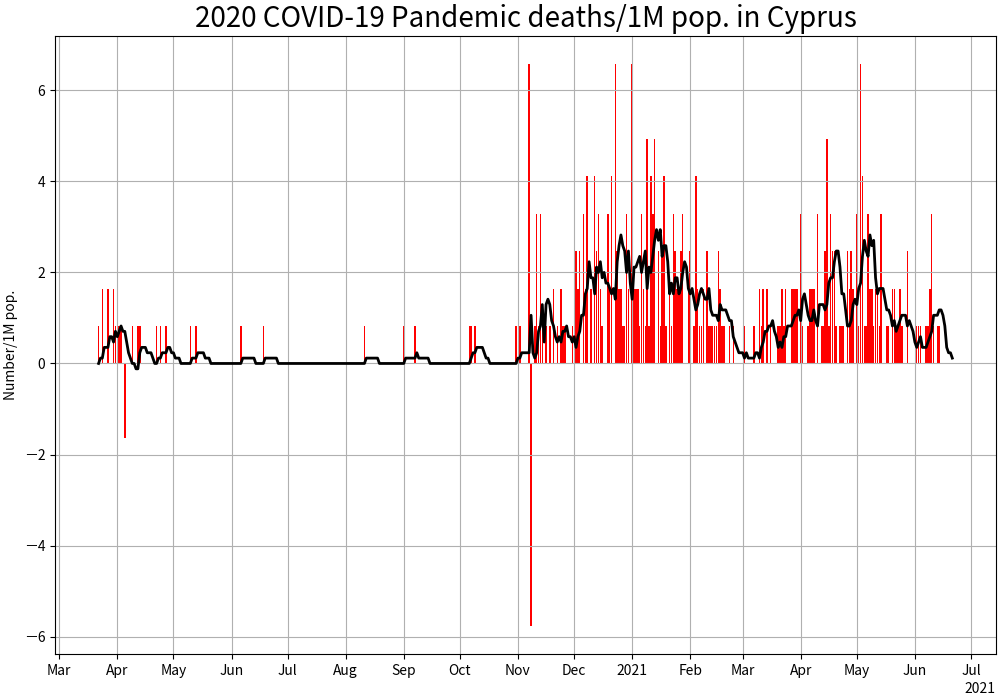 2020 COVID-19 Pandemic deaths/1M pop. in Cyprus
Number/1M pop.
6
4
2
0
−2
−4
−6
Mar Apr May Jun Jul Aug Sep Oct Nov Dec 2021 Feb Mar Apr May Jun Jul
2021